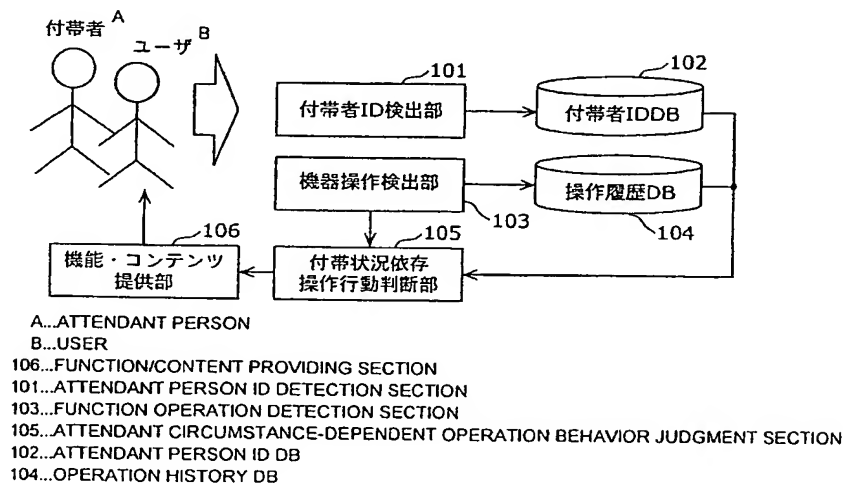 付帯者 A
ユーザ B
101
付帯者ID検出部
102
付帯者IDDB
機器操作検出部
103
操作履歴DB
104
106
機能・コンテンツ
提供部
105
付帯状況依存
操作行動判断部
A...ATTENDANT PERSON
B...USER
106...FUNCTION/CONTENT PROVIDING SECTION
101...ATTENDANT PERSON ID DETECTION SECTION
103...FUNCTION OPERATION DETECTION SECTION
105...ATTENDANT CIRCUMSTANCE-DEPENDENT OPERATION BEHAVIOR JUDGMENT SECTION
102...ATTENDANT PERSON ID DB
104...OPERATION HISTORY DB